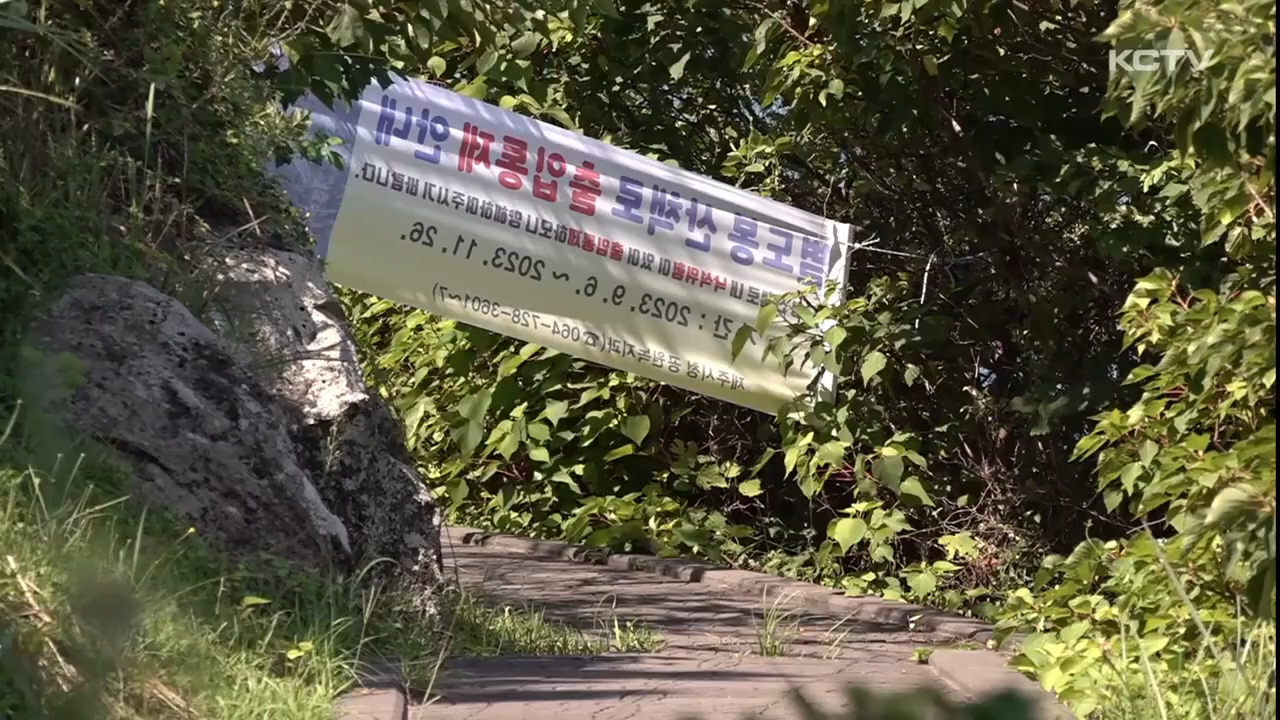 KCTV
별도봉 산책로 출입통제 안내
책로 내 낙석위험이 있어 출입통제하오니 양해하여주시기 바랍니다.
간 : 2023. 9. 6. ~ 2023. 11. 26.
제주시청 공원녹지과(☎064-728-3601~7)